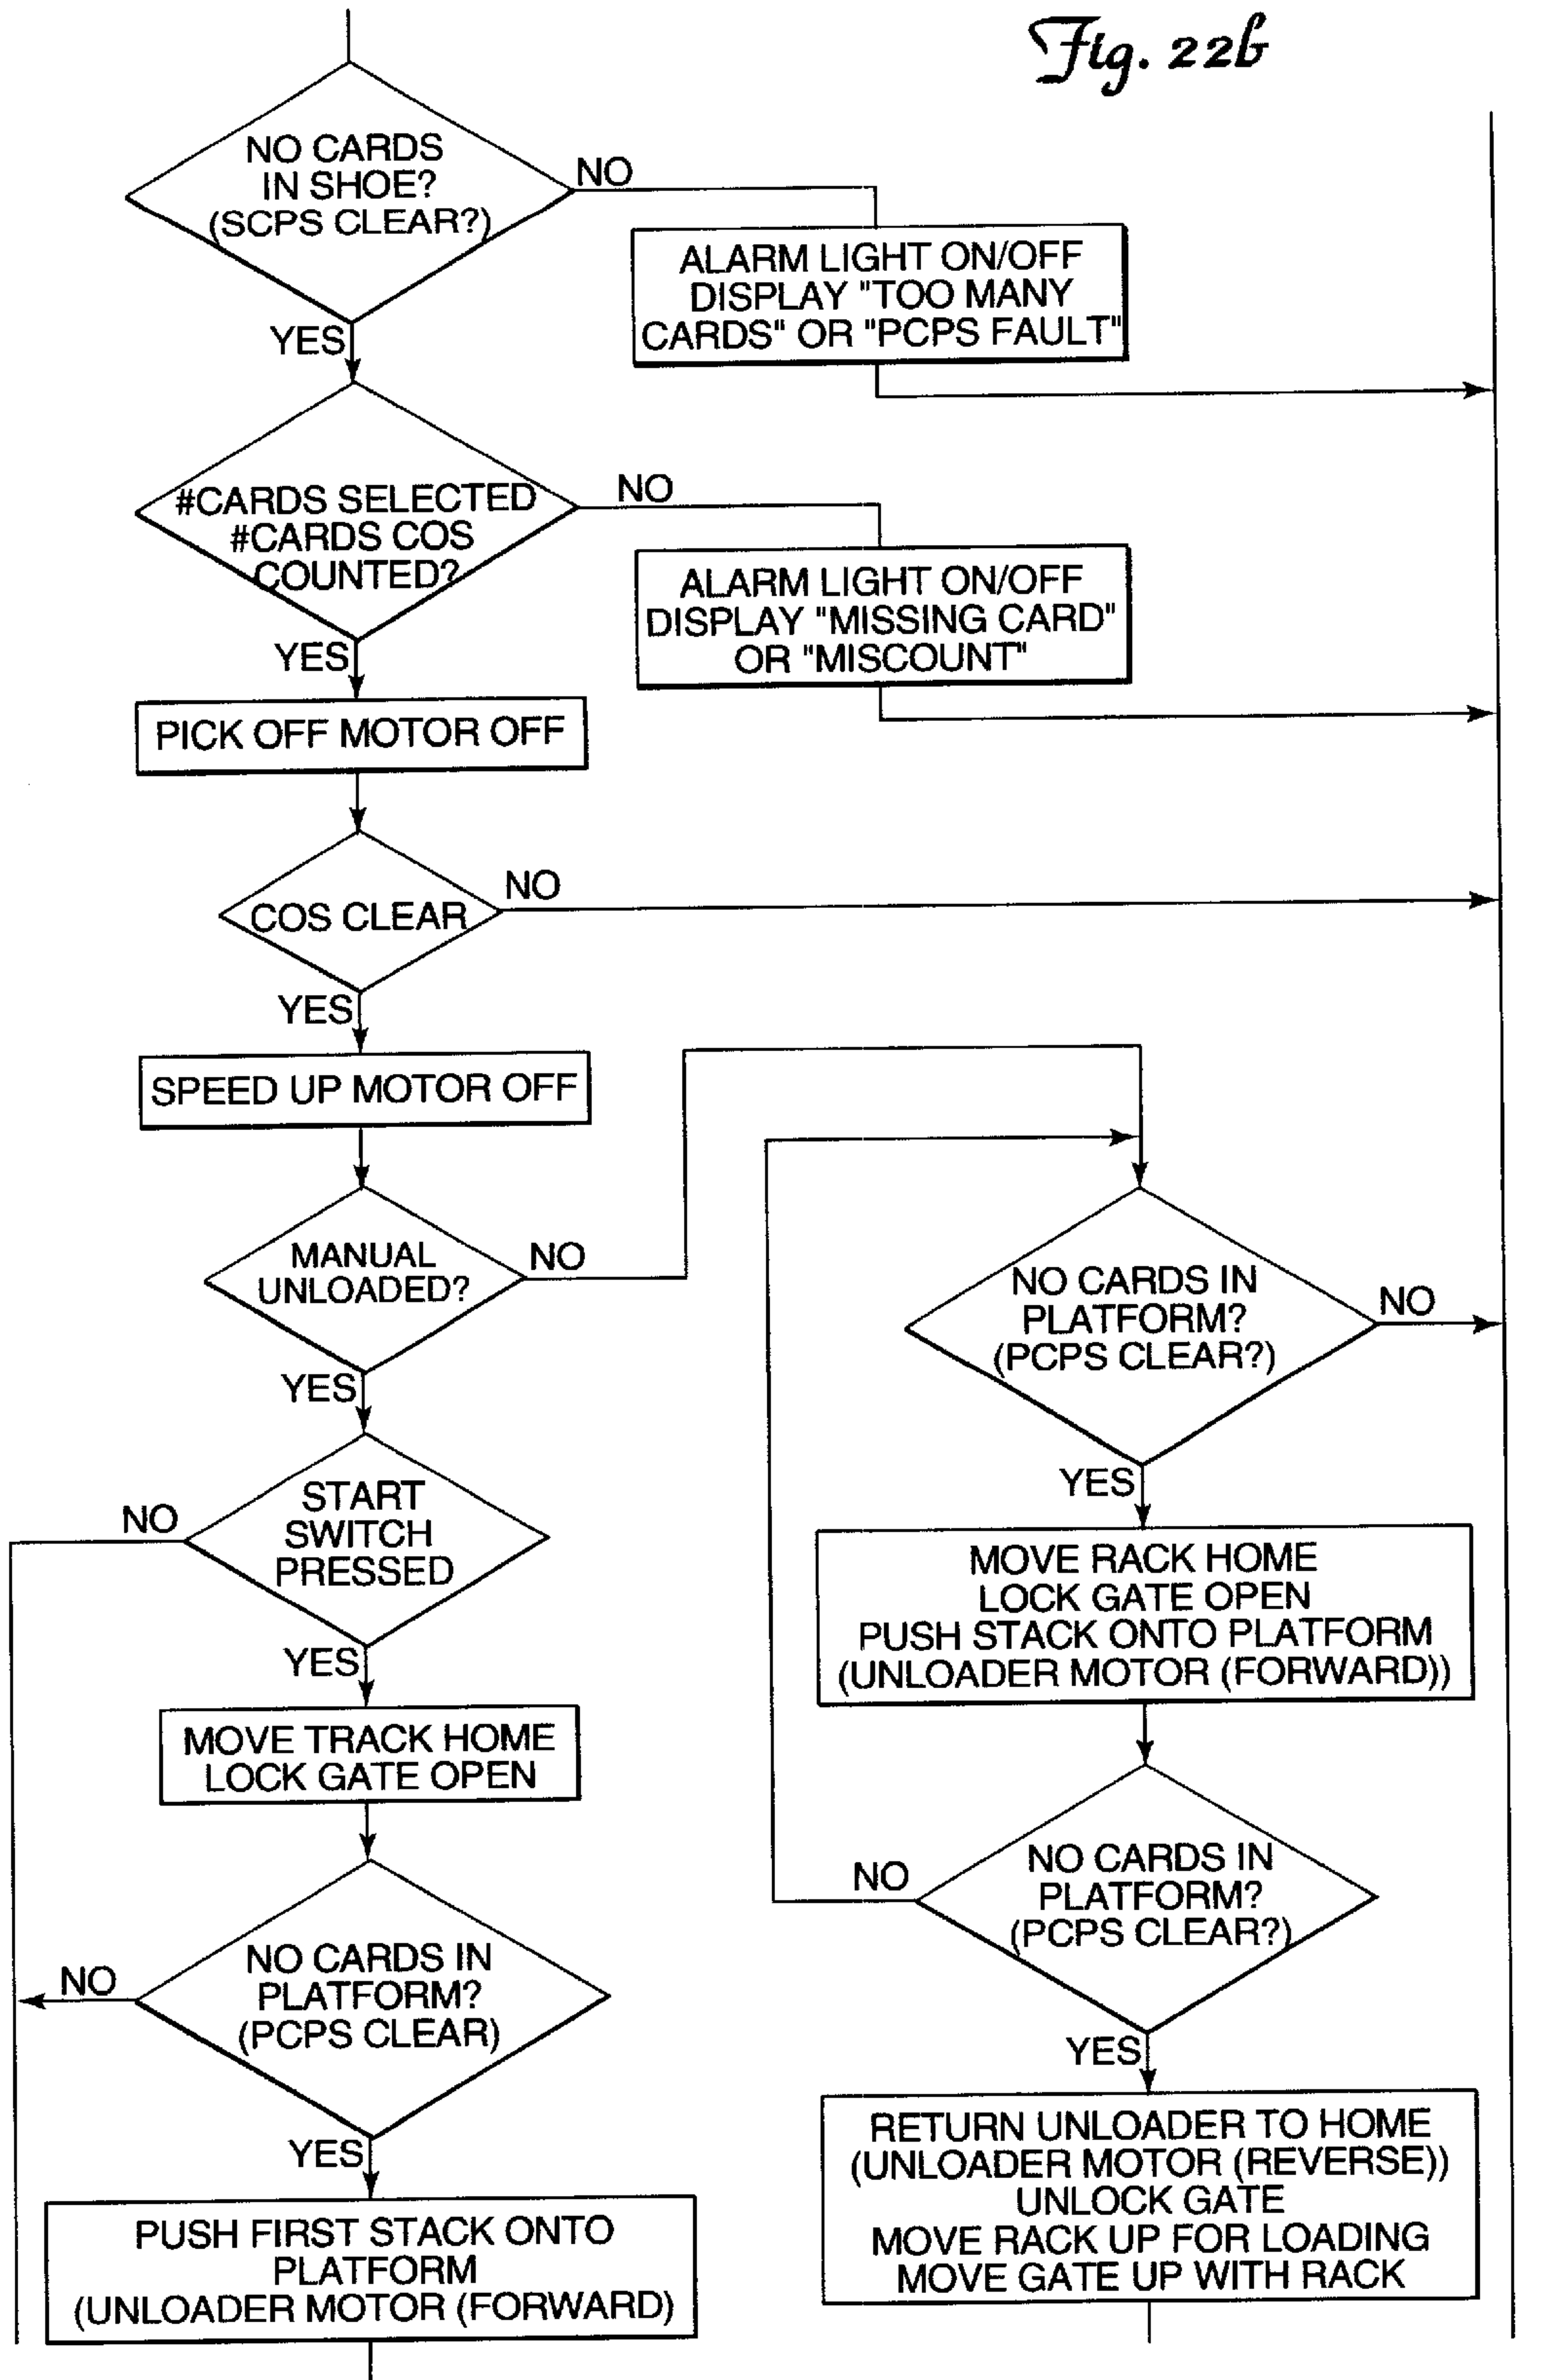 Fig. 22b
NO CARDS
IN SHOE?
(SCPS CLEAR?)
NO
ALARM LIGHT ON/OFF
DISPLAY "TOO MANY
CARDS" OR "PCPS FAULT"
YES
#CARDS SELECTED
#CARDS COS
COUNTED?
NO
ALARM LIGHT ON/OFF
DISPLAY "MISSING CARD"
OR "MISCOUNT"
YES
PICK OFF MOTOR OFF
COS CLEAR
NO
YES
SPEED UP MOTOR OFF
MANUAL
UNLOADED?
NO
YES
START
SWITCH
PRESSED
NO
YES
MOVE TRACK HOME
LOCK GATE OPEN
NO CARDS IN
PLATFORM?
(PCPS CLEAR)
NO
YES
PUSH FIRST STACK ONTO
PLATFORM
(UNLOADER MOTOR (FORWARD)
NO CARDS IN
PLATFORM?
(PCPS CLEAR?)
NO
YES
MOVE RACK HOME
LOCK GATE OPEN
PUSH STACK ONTO PLATFORM
(UNLOADER MOTOR (FORWARD))
NO CARDS IN
PLATFORM?
(PCPS CLEAR?)
NO
YES
RETURN UNLOADER TO HOME
(UNLOADER MOTOR (REVERSE))
UNLOCK GATE
MOVE RACK UP FOR LOADING
MOVE GATE UP WITH RACK